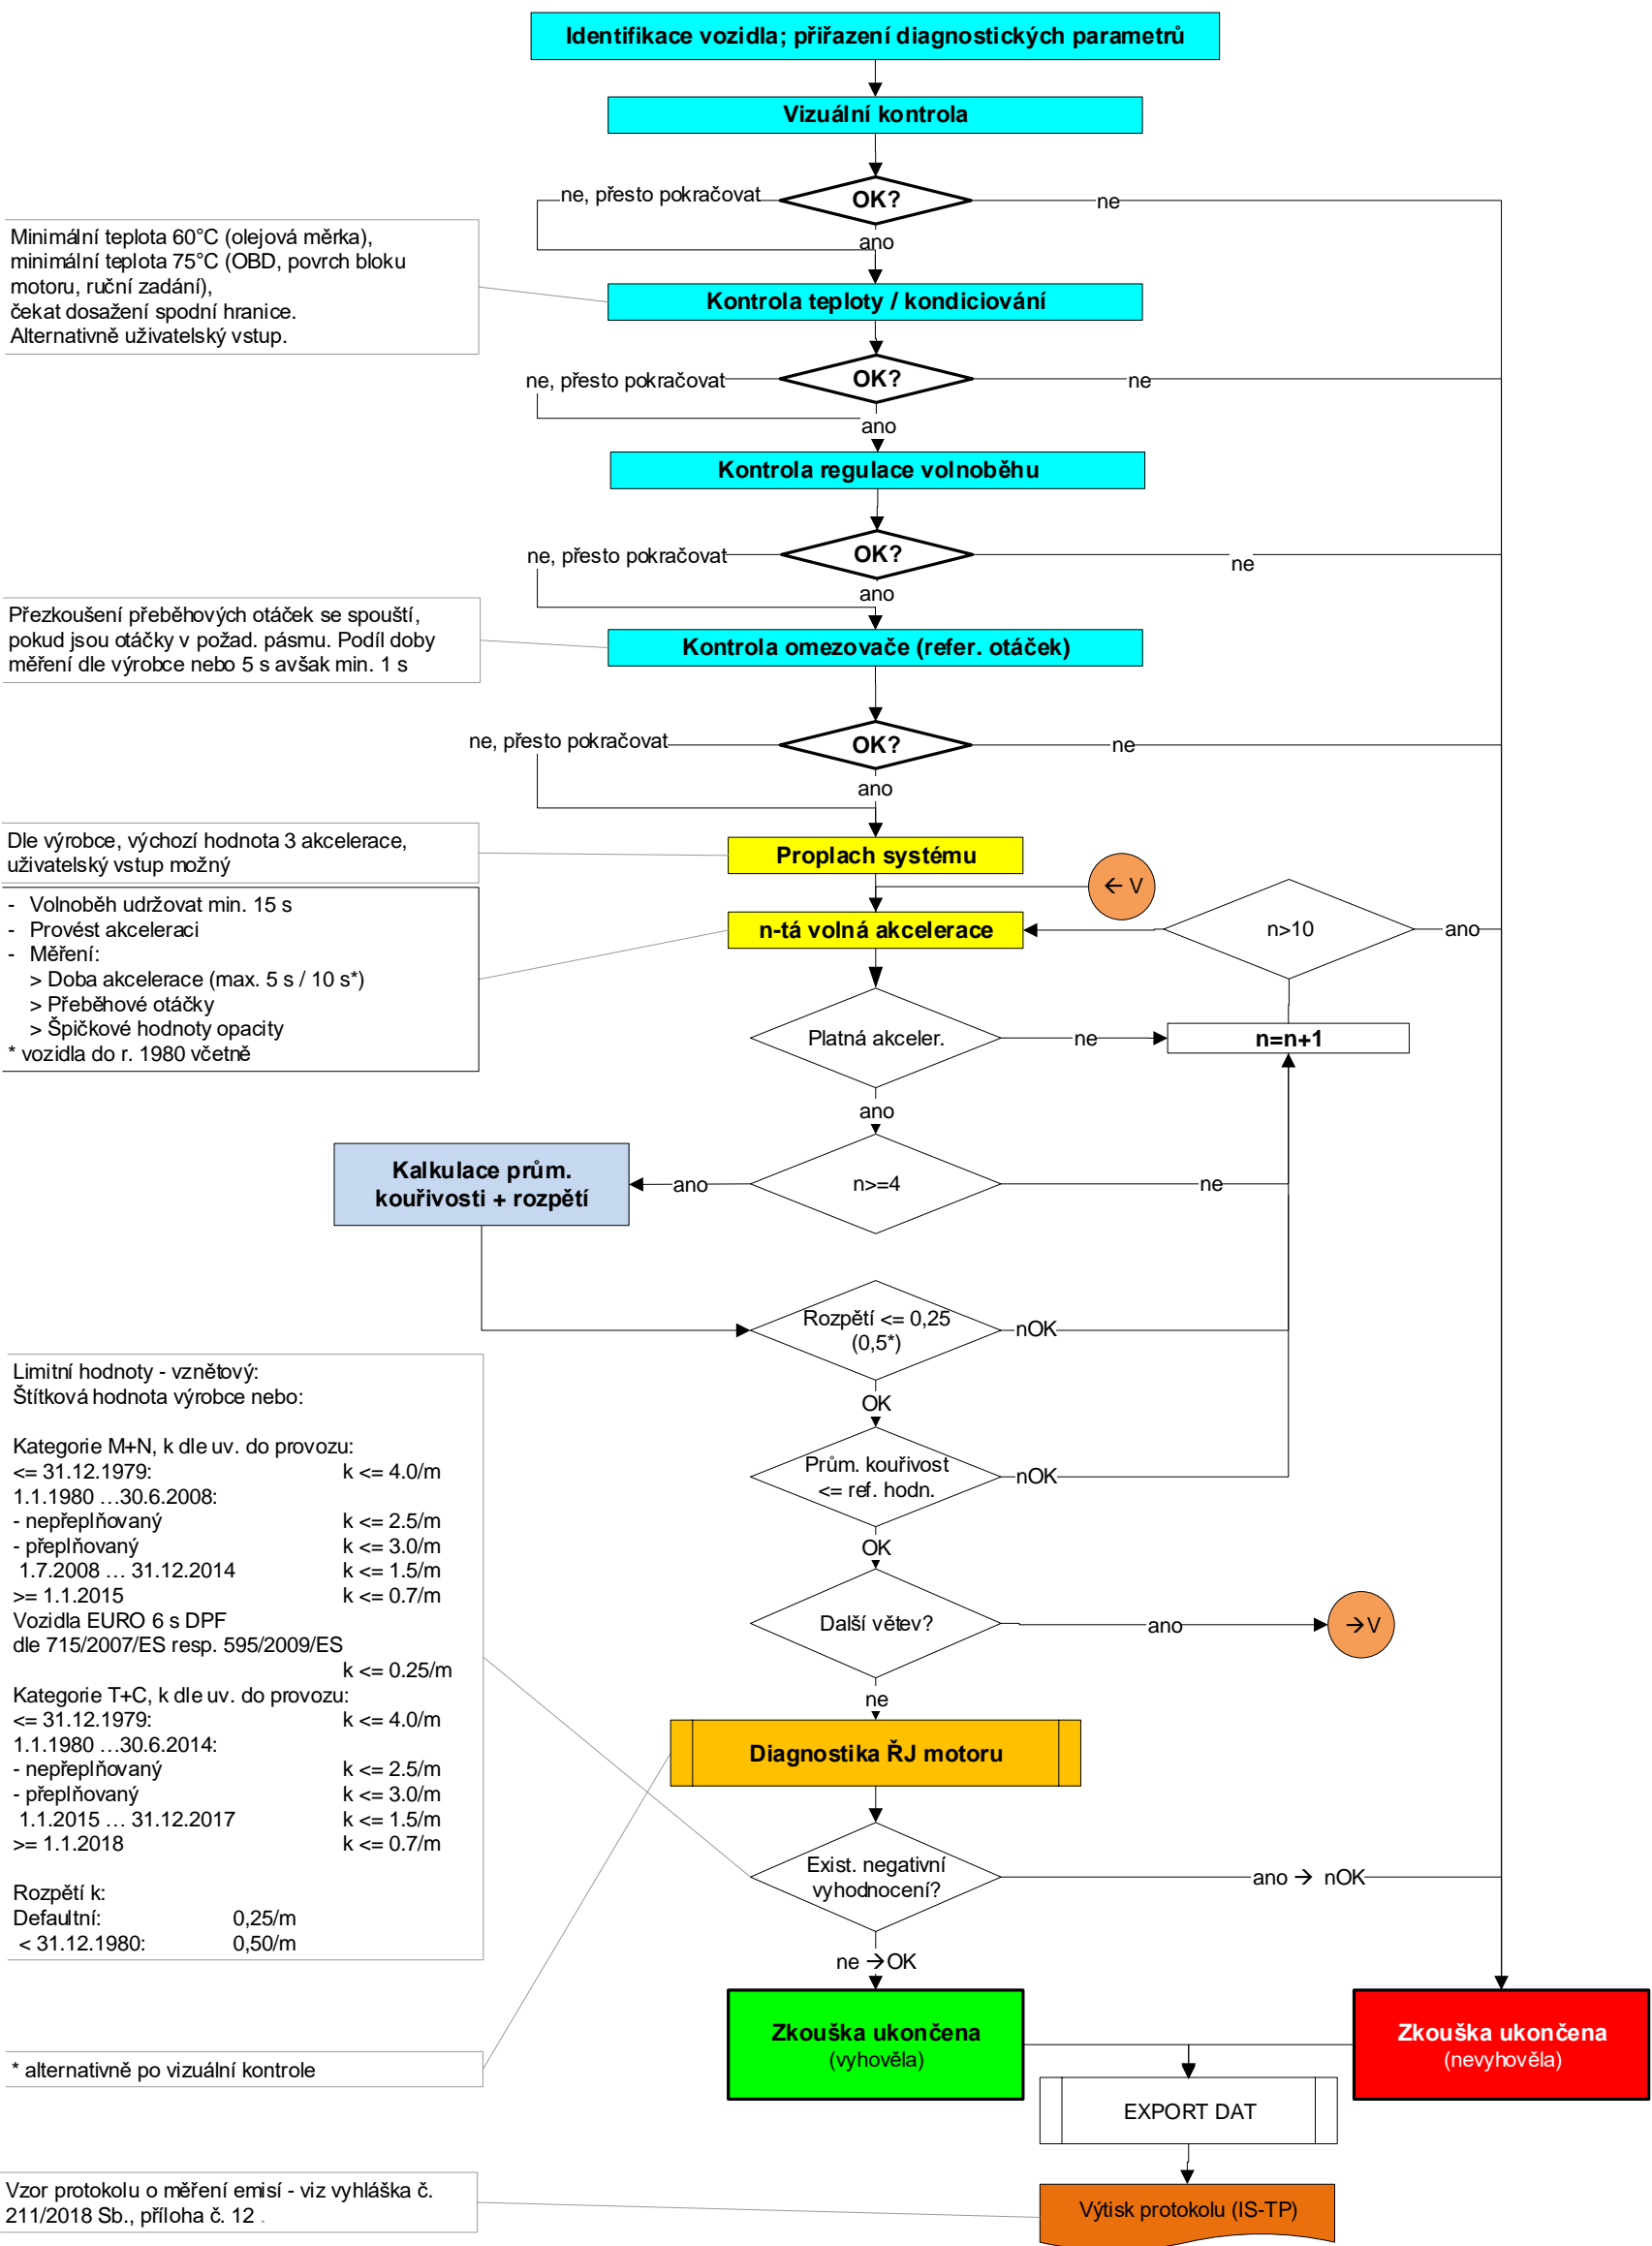 Identifikace vozidla; přiřazení diagnostických parametrů
Vizuální kontrola
ne, přesto pokračovat
OK?
ne
ano
Minimální teplota 60°C (olejová měrka),
minimální teplota 75°C (OBD, povrch bloku
motoru, ruční zadání),
čekat dosažení spodní hranice.
Alternativně uživatelský vstup.
Kontrola teploty / kondiciování
ne, přesto pokračovat
OK?
ne
ano
Kontrola regulace volnoběhu
ne, přesto pokračovat
OK?
ne
ano
Přezkoušení přeběhových otáček se spouští,
pokud jsou otáčky v požad. pásmu. Podíl doby
měření dle výrobce nebo 5 s avšak min. 1 s
Kontrola omezovače (refer. otáček)
ne, přesto pokračovat
OK?
ne
ano
Dle výrobce, výchozí hodnota 3 akcelerace,
uživatelský vstup možný
Proplach systému
← V
- Volnoběh udržovat min. 15 s
- Provést akceleraci
- Měření:
> Doba akcelerace (max. 5 s / 10 s*)
> Přeběhové otáčky
> Špičkové hodnoty opacity
* vozidla do r. 1980 včetně
n-tá volná akcelerace
n>10
ano
Platná akceler.
ne
n=n+1
ano
Kalkulace prům.
kouřivosti + rozpětí
ano
n>=4
ne
Rozpětí <= 0,25
(0,5*)
nOK
OK
Prům. kouřivost
<= ref. hodn.
nOK
OK
Další větev?
ano
→V
ne
Limitní hodnoty - vznětový:
Štítková hodnota výrobce nebo:
Kategorie M+N, k dle uv. do provozu:
<= 31.12.1979: k <= 4.0/m
1.1.1980 …30.6.2008:
- nepřeplňovaný k <= 2.5/m
- přeplňovaný k <= 3.0/m
1.7.2008 … 31.12.2014 k <= 1.5/m
>= 1.1.2015 k <= 0.7/m
Vozidla EURO 6 s DPF
dle 715/2007/ES resp. 595/2009/ES
k <= 0.25/m
Kategorie T+C, k dle uv. do provozu:
<= 31.12.1979: k <= 4.0/m
1.1.1980 …30.6.2014:
- nepřeplňovaný k <= 2.5/m
- přeplňovaný k <= 3.0/m
1.1.2015 … 31.12.2017 k <= 1.5/m
>= 1.1.2018 k <= 0.7/m
Rozpětí k:
Defaultní: 0,25/m
< 31.12.1980: 0,50/m
Diagnostika ŘJ motoru
Exist. negativní
vyhodnocení?
ano → nOK
ne →OK
Zkouška ukončena
(vyhověla)
Zkouška ukončena
(nevyhověla)
* alternativně po vizuální kontrole
EXPORT DAT
Vzor protokolu o měření emisí - viz vyhláška č.
211/2018 Sb., příloha č. 12 .
Výtisk protokolu (IS-TP)